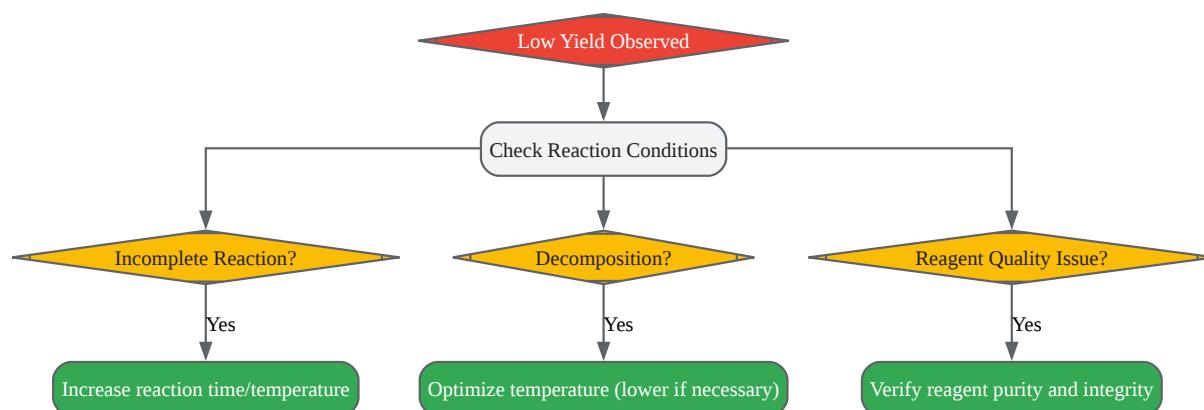 Low Yield Observed
Check Reaction Conditions
Incomplete Reaction?
Decomposition?
Reagent Quality Issue?
Yes
Yes
Yes
Increase reaction time/temperature
Optimize temperature (lower if necessary)
Verify reagent purity and integrity